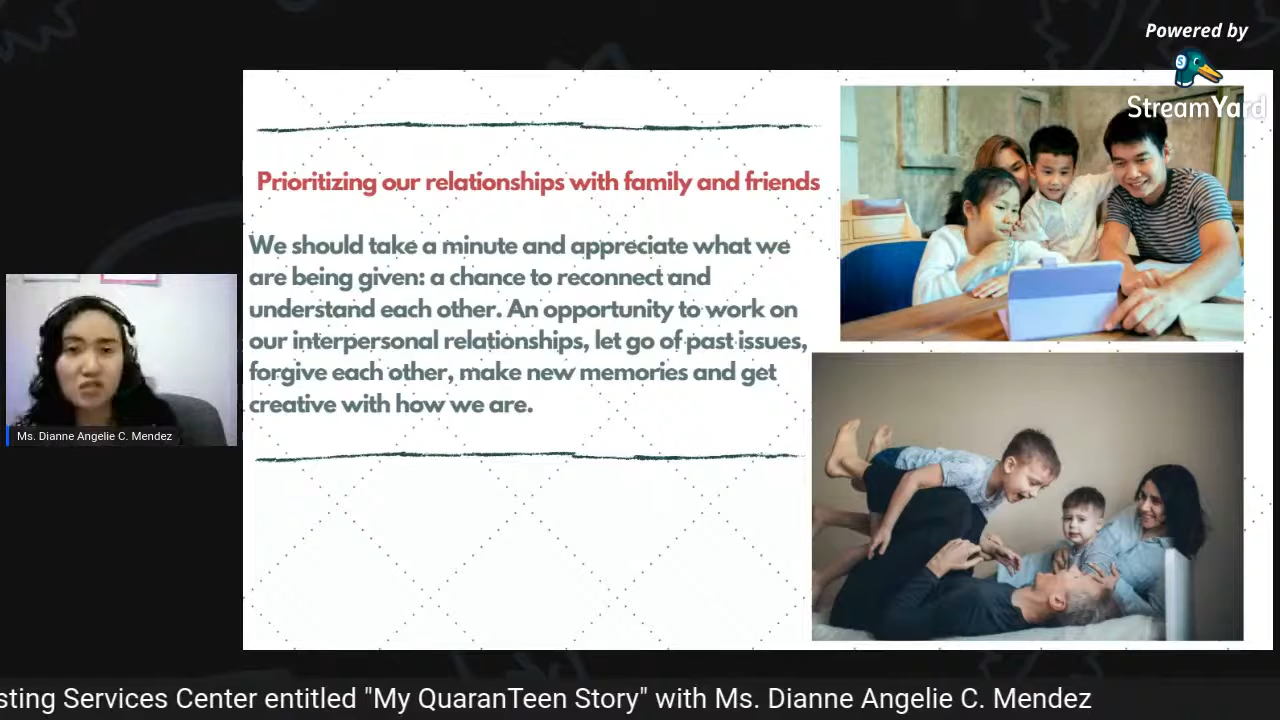 Powered by
StreamYard
Prioritizing our relationships with family and friends
We should take a minute and appreciate what we
are being given: a chance to reconnect and
understand each other. An opportunity to work on
our interpersonal relationships, let go of past issues,
forgive each other, make new memories and get
creative with how we are.
Ms. Dianne Angelie C. Mendez
sting Services Center entitled "My QuaranTeen Story" with Ms. Dianne Angelie C. Mendez